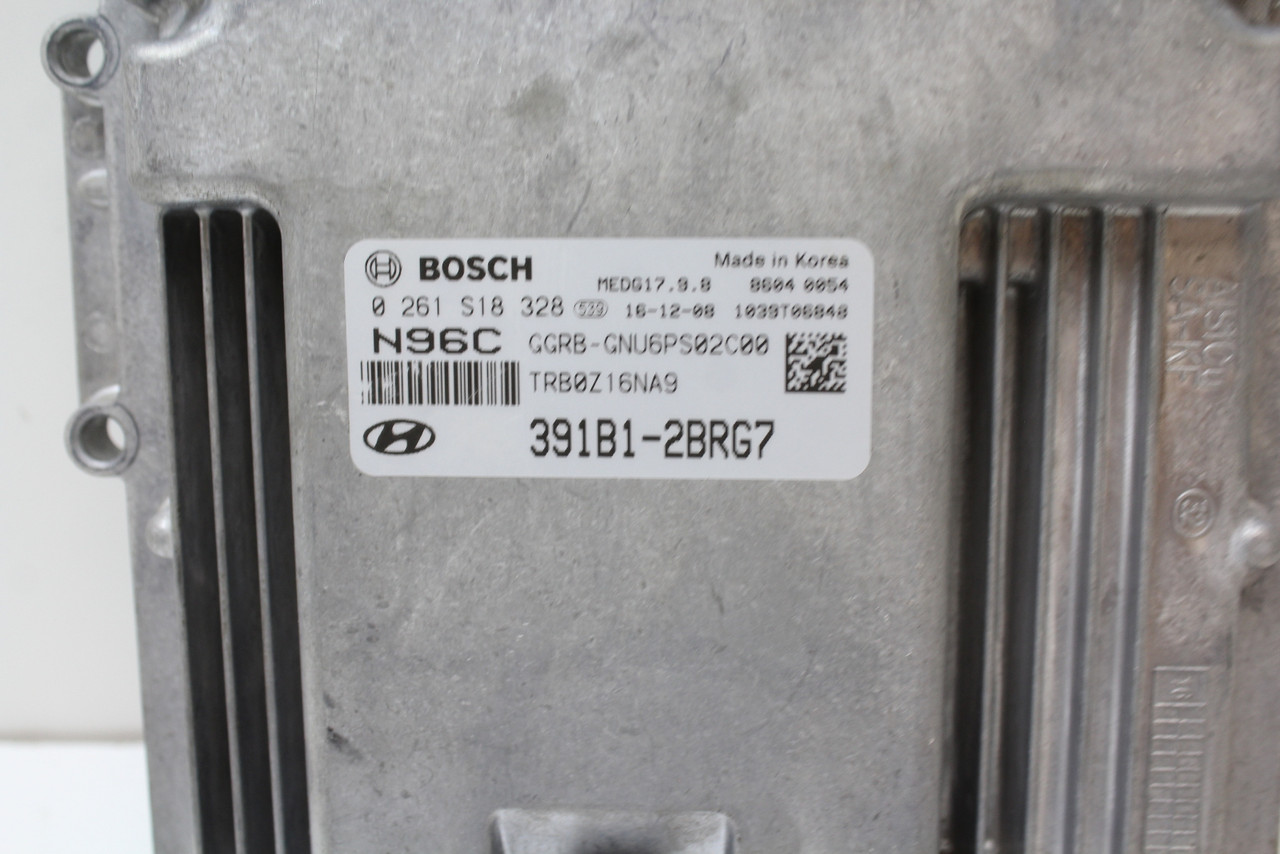 BOSCH
Made in Korea
MEDG17.9.8 8604 0054
0 261 S18 328 539 16-12-08 1039T06848
N96C GGRB-GNU6PS02C00
TRB0Z16NA9
391B1-2BRG7